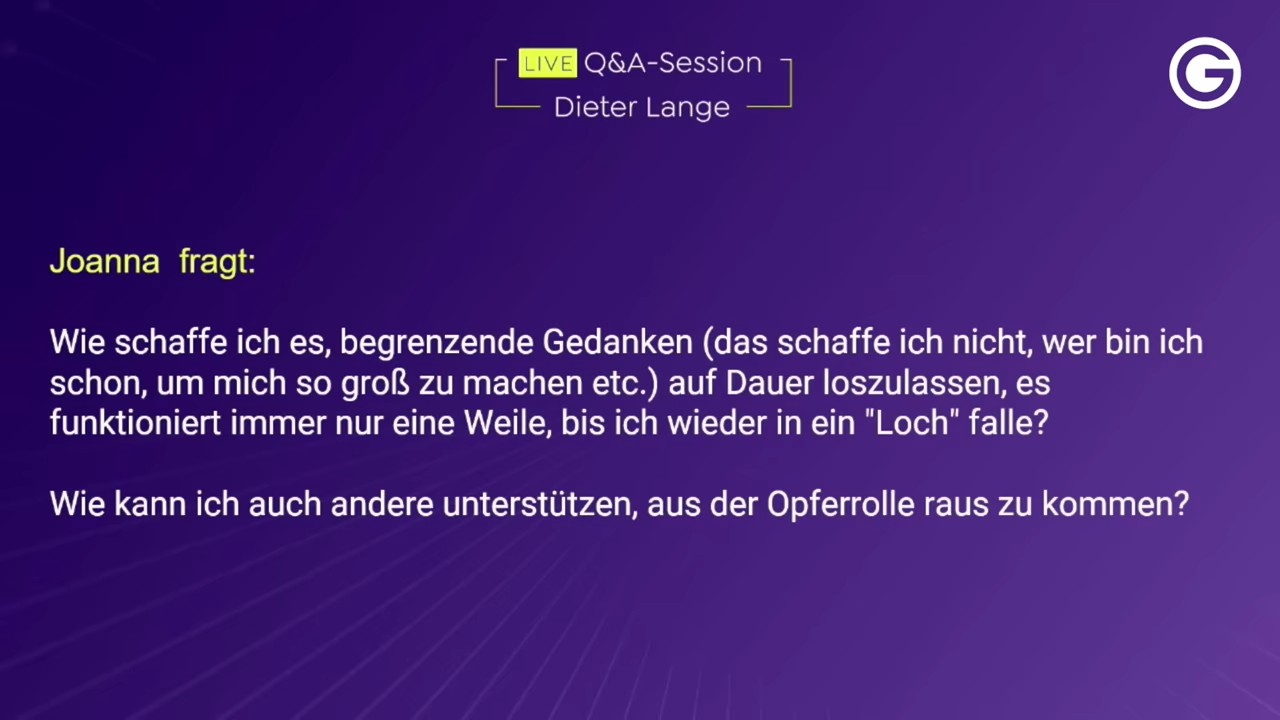 LIVE Q&A-Session
Dieter Lange
G
Joanna fragt:
Wie schaffe ich es, begrenzende Gedanken (das schaffe ich nicht, wer bin ich
schon, um mich so groß zu machen etc.) auf Dauer loszulassen, es
funktioniert immer nur eine Weile, bis ich wieder in ein "Loch" falle?
Wie kann ich auch andere unterstützen, aus der Opferrolle raus zu kommen?